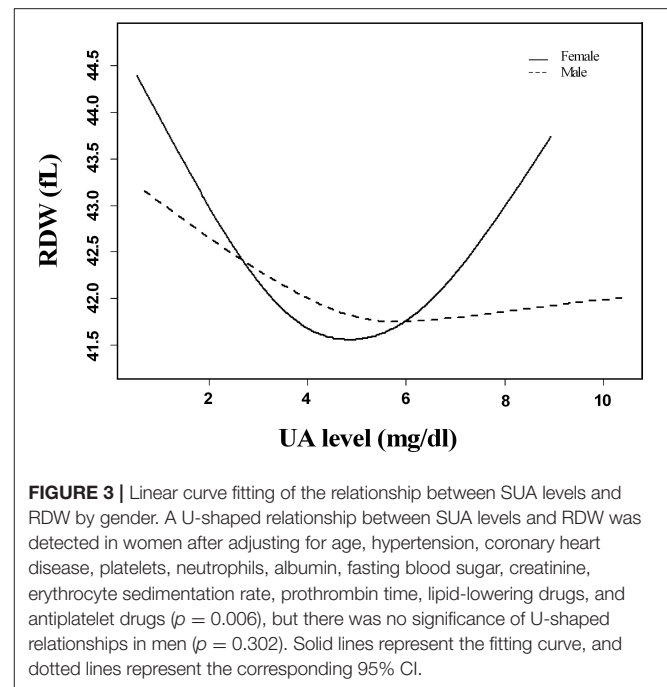 Female
Male
44.5
44.0
43.5
43.0
42.5
42.0
41.5
RDW (fL)
2 4 6 8 10
UA level (mg/dl)
FIGURE 3 | Linear curve fitting of the relationship between SUA levels and
RDW by gender. A U-shaped relationship between SUA levels and RDW was
detected in women after adjusting for age, hypertension, coronary heart
disease, platelets, neutrophils, albumin, fasting blood sugar, creatinine,
erythrocyte sedimentation rate, prothrombin time, lipid-lowering drugs, and
antiplatelet drugs (p = 0.006), but there was no significance of U-shaped
relationships in men (p = 0.302). Solid lines represent the fitting curve, and
dotted lines represent the corresponding 95% CI.